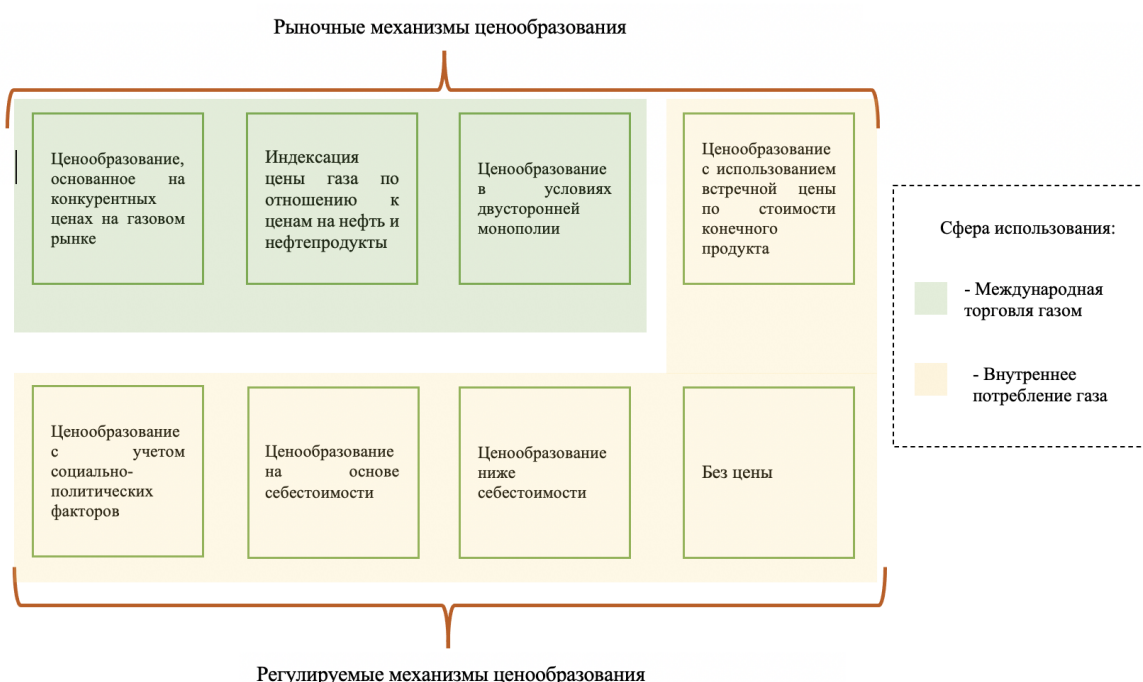 Рыночные механизмы ценообразования
Ценообразование,
основанное на
конкурентных
ценах на газовом
рынке
Индексация
цены газа по
отношению к
ценам на нефть и
нефтепродукты
Ценообразование
в условиях
двусторонней
монополии
Ценообразование
с использованием
встречной цены
по стоимости
конечного
продукта
Сфера использования:
- Международная
торговля газом
- Внутреннее
потребление газа
Ценообразование
с учетом
социально-
политических
факторов
Ценообразование
на основе
себестоимости
Ценообразование
ниже
себестоимости
Без цены
Регулируемые механизмы ценообразования